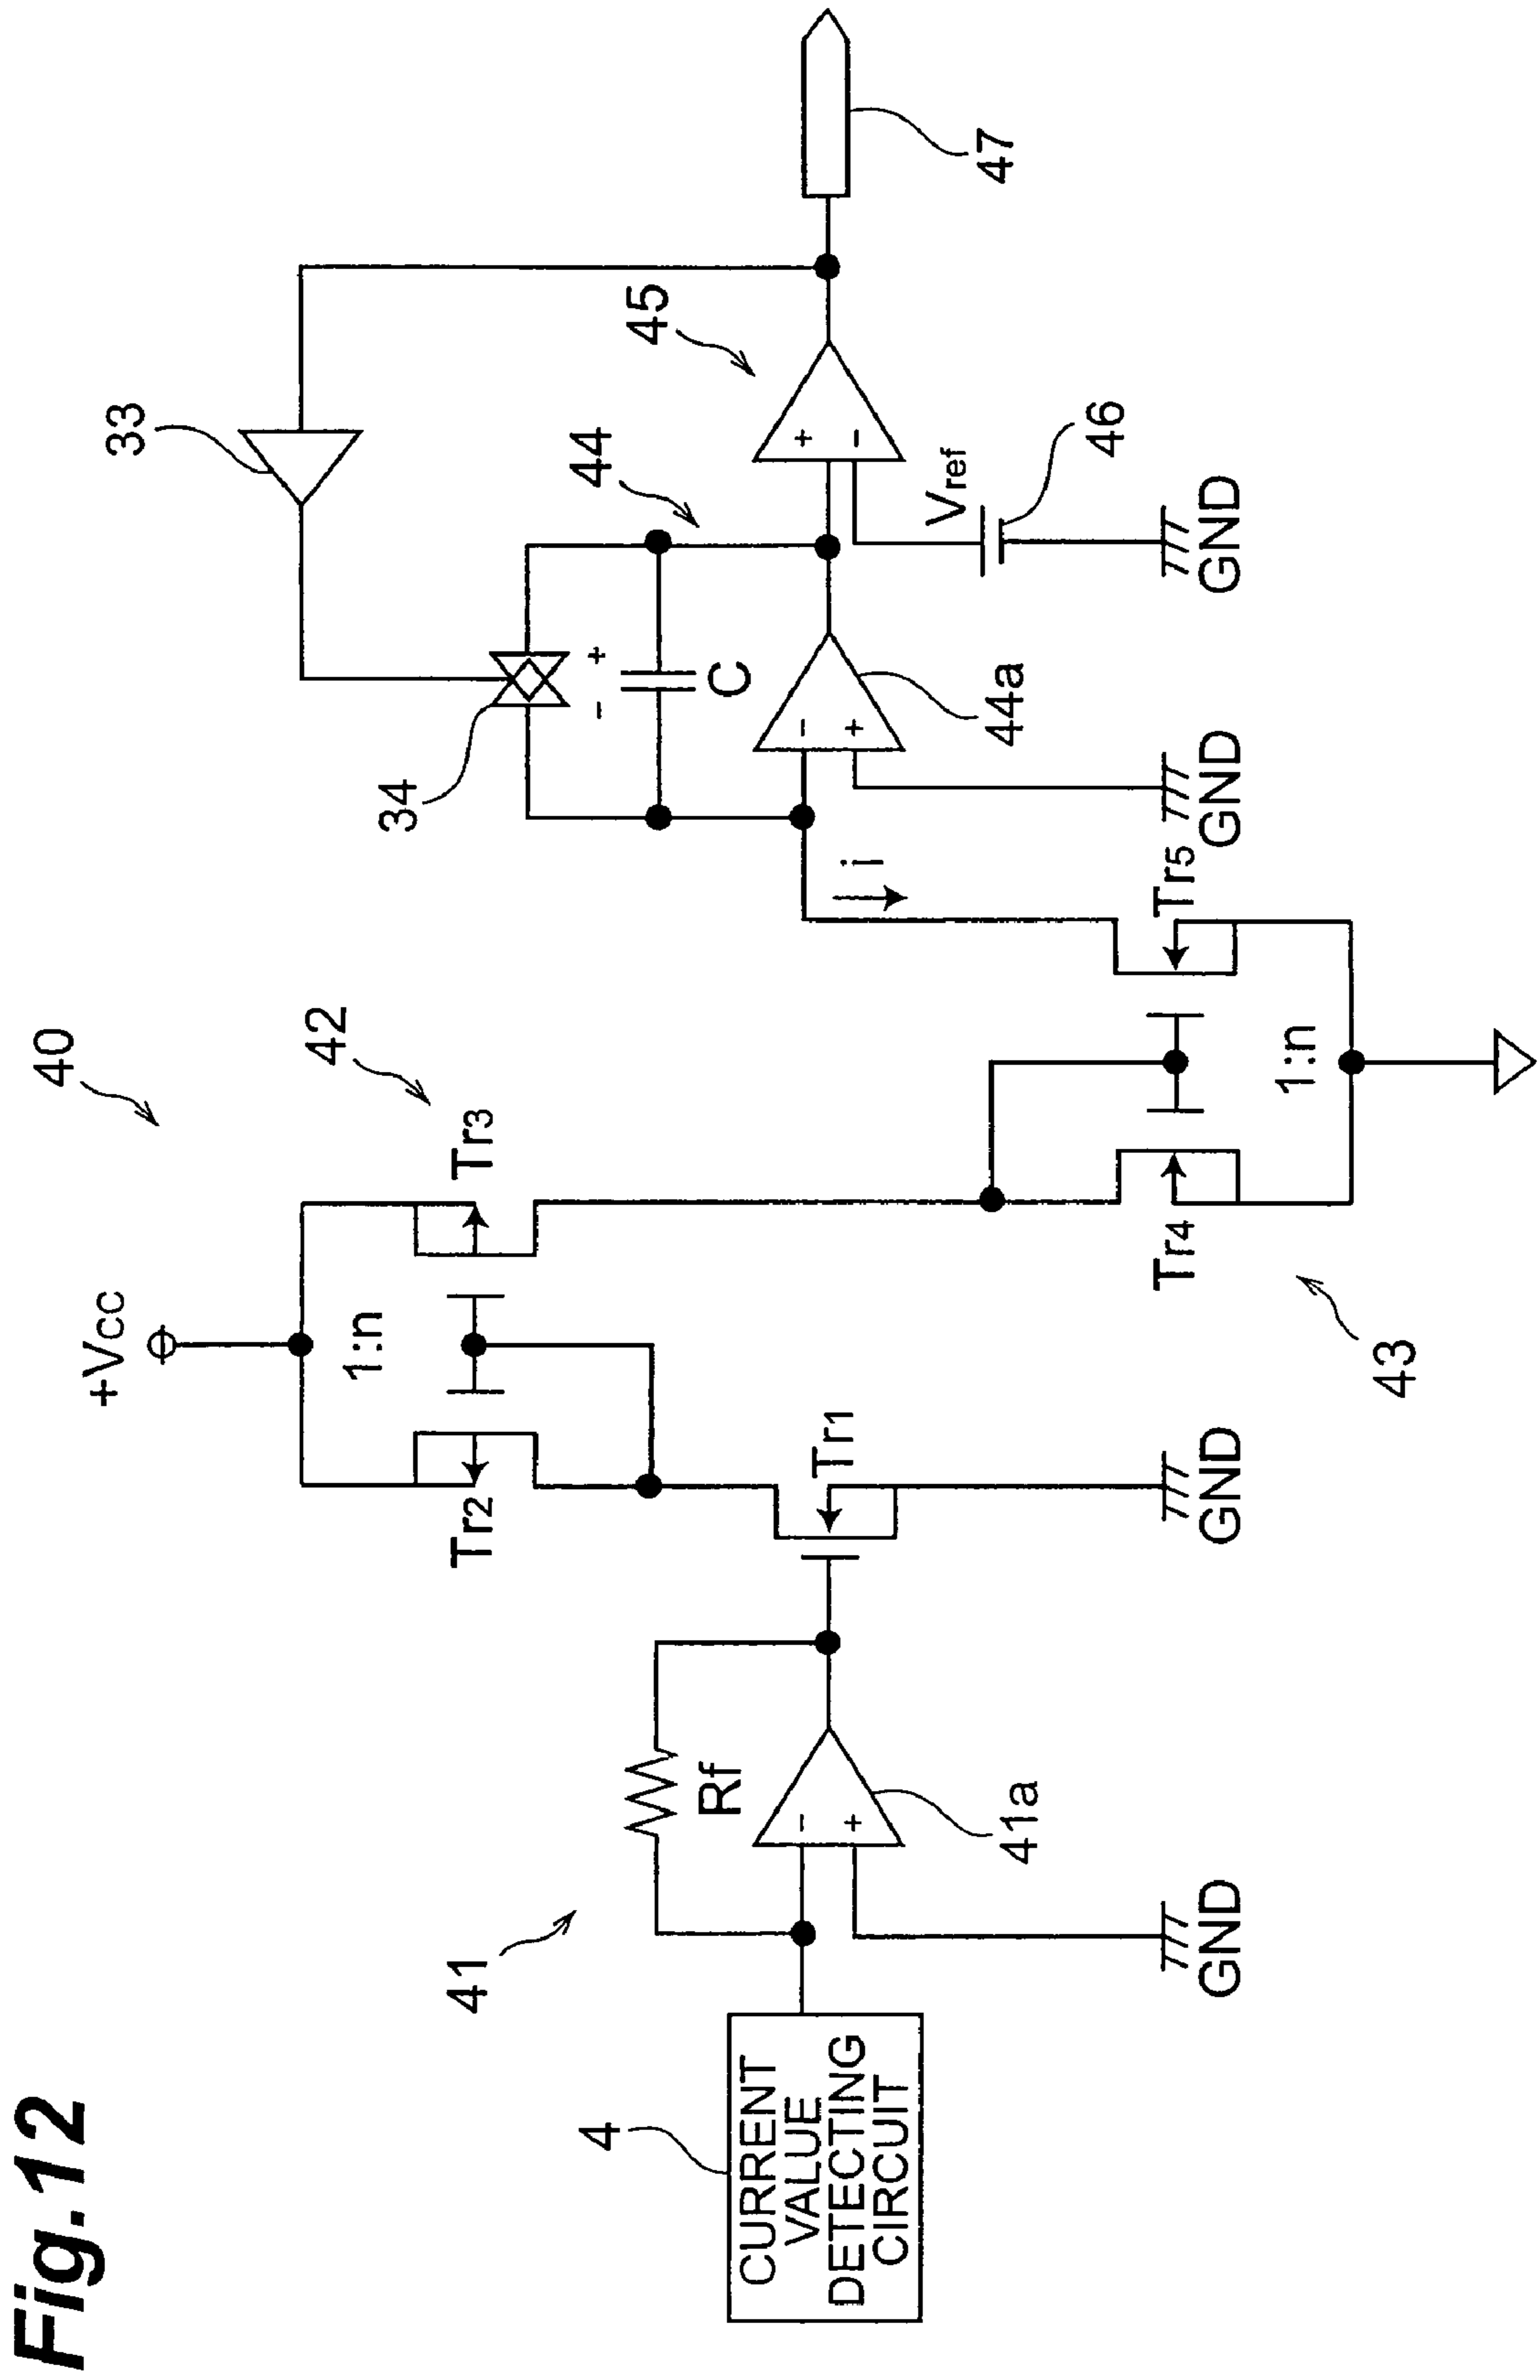 Fig.12
40
+Vcc
42
33
Tr2
1:n
Tr3
34
44
45
- +
C
41
Rf
4
CURRENT
VALUE
DETECTING
CIRCUIT
-
+
41a
Tr1
i
-
+
44a
+
-
Vref
46
47
GND
GND
43
Tr4
1:n
Tr5
GND
GND